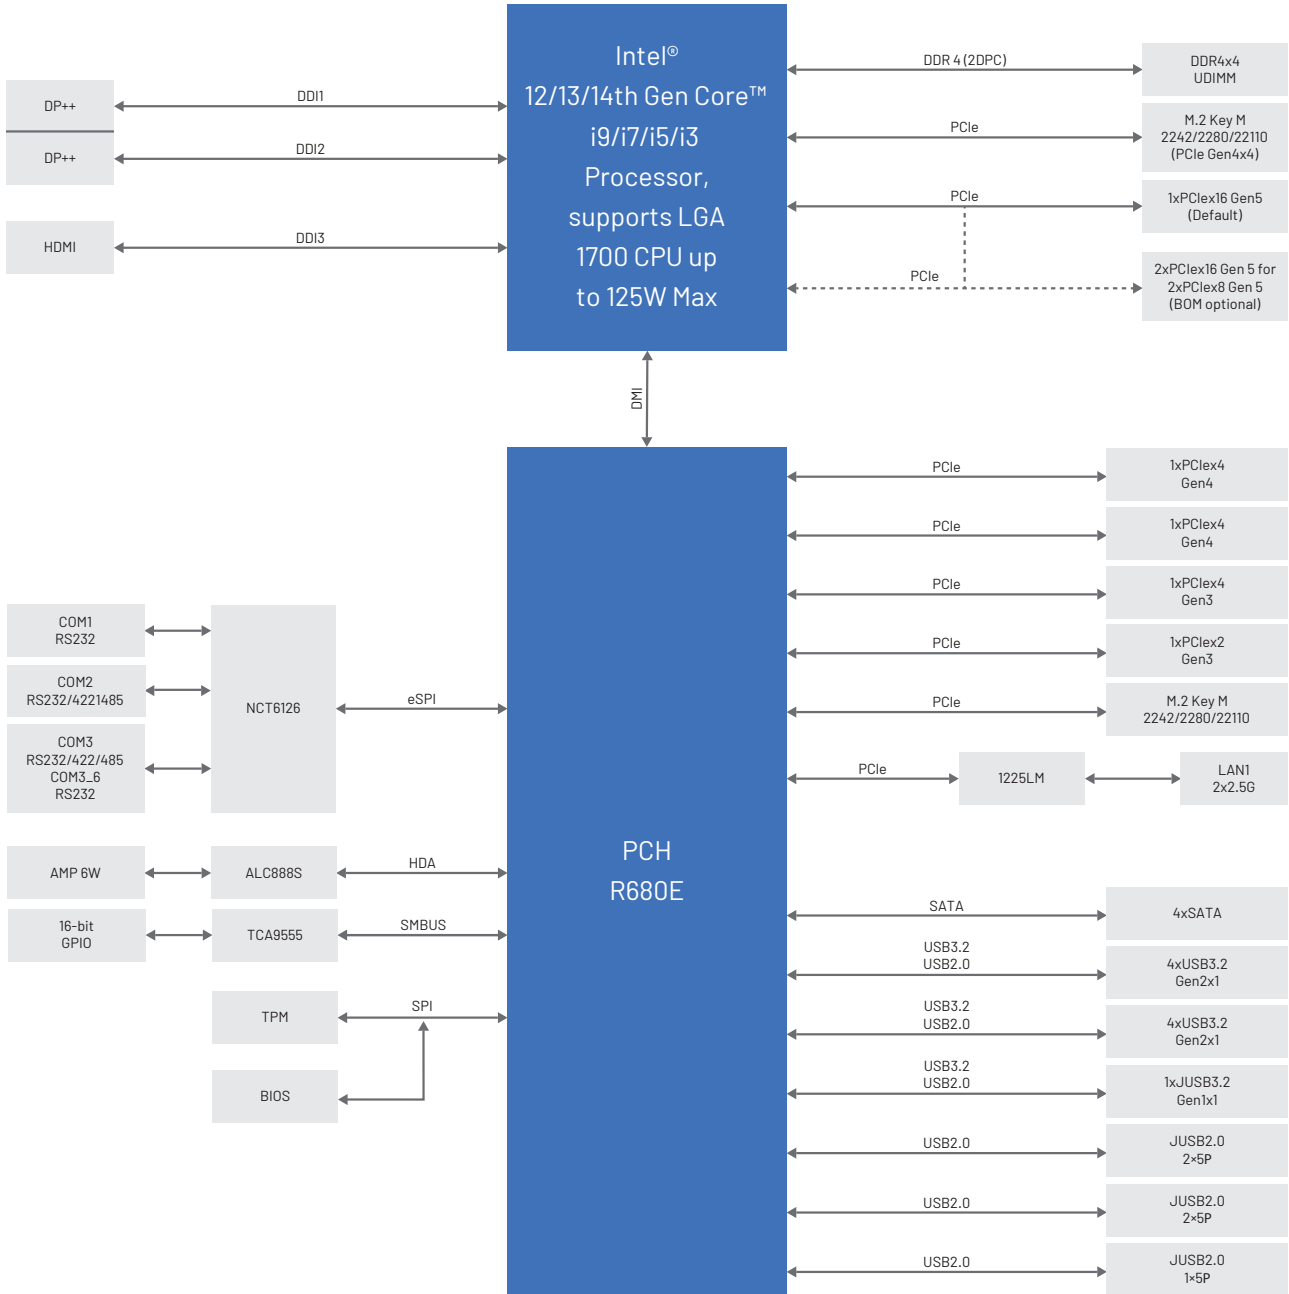 Intel®
12/13/14th Gen Core™
i9/i7/i5/i3
Processor,
supports LGA
1700 CPU up
to 125W Max
DP++
DDI1
DP++
DDI2
HDMI
DDI3
DDR 4 (2DPC)
DDR4x4
UDIMM
PCIe
M.2 Key M
2242/2280/22110
(PCIe Gen4x4)
PCIe
1xPCIex16 Gen5
(Default)
PCIe
2xPCIex16 Gen 5 for
2xPCIex8 Gen 5
(BOM optional)
DMI
PCH
R680E
COM1
RS232
COM2
RS232/4221485
COM3
RS232/422/485
COM3_6
RS232
NCT6126
eSPI
AMP 6W
ALC888S
HDA
16-bit
GPIO
TCA9555
SMBUS
TPM
SPI
BIOS
PCIe
1xPCIex4
Gen4
PCIe
1xPCIex4
Gen4
PCIe
1xPCIex4
Gen3
PCIe
1xPCIex2
Gen3
PCIe
M.2 Key M
2242/2280/22110
PCIe
1225LM
LAN1
2x2.5G
SATA
4xSATA
USB3.2
USB2.0
4xUSB3.2
Gen2x1
USB3.2
USB2.0
4xUSB3.2
Gen2x1
USB3.2
USB2.0
1xJUSB3.2
Gen1x1
USB2.0
JUSB2.0
2×5P
USB2.0
JUSB2.0
2×5P
USB2.0
JUSB2.0
1×5P